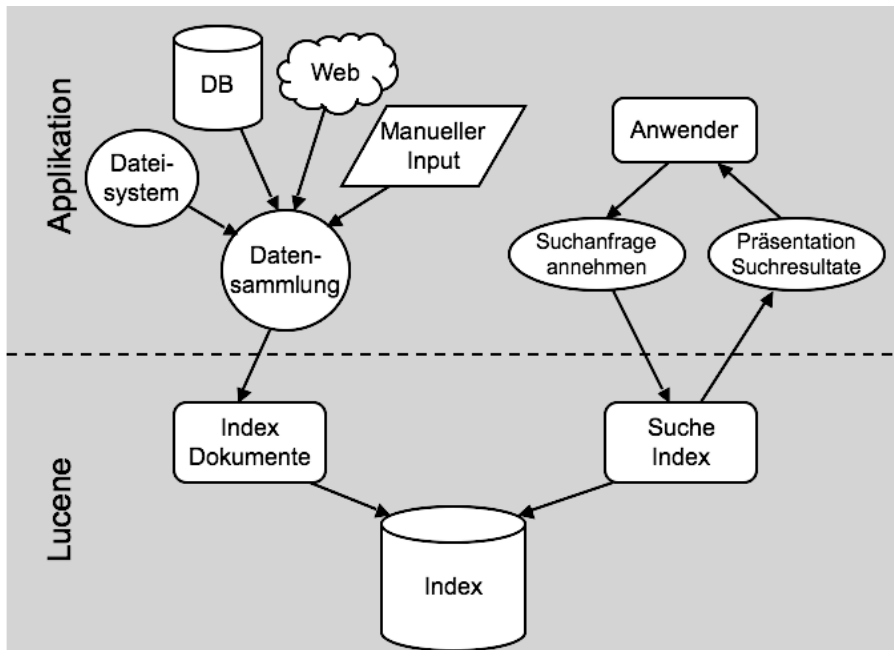 Applikation
DB
Web
Manueller
Input
Datei-
system
Daten-
sammlung
Anwender
Suchanfrage
annehmen
Präsentation
Suchresultate
Lucene
Index
Dokumente
Suche
Index
Index